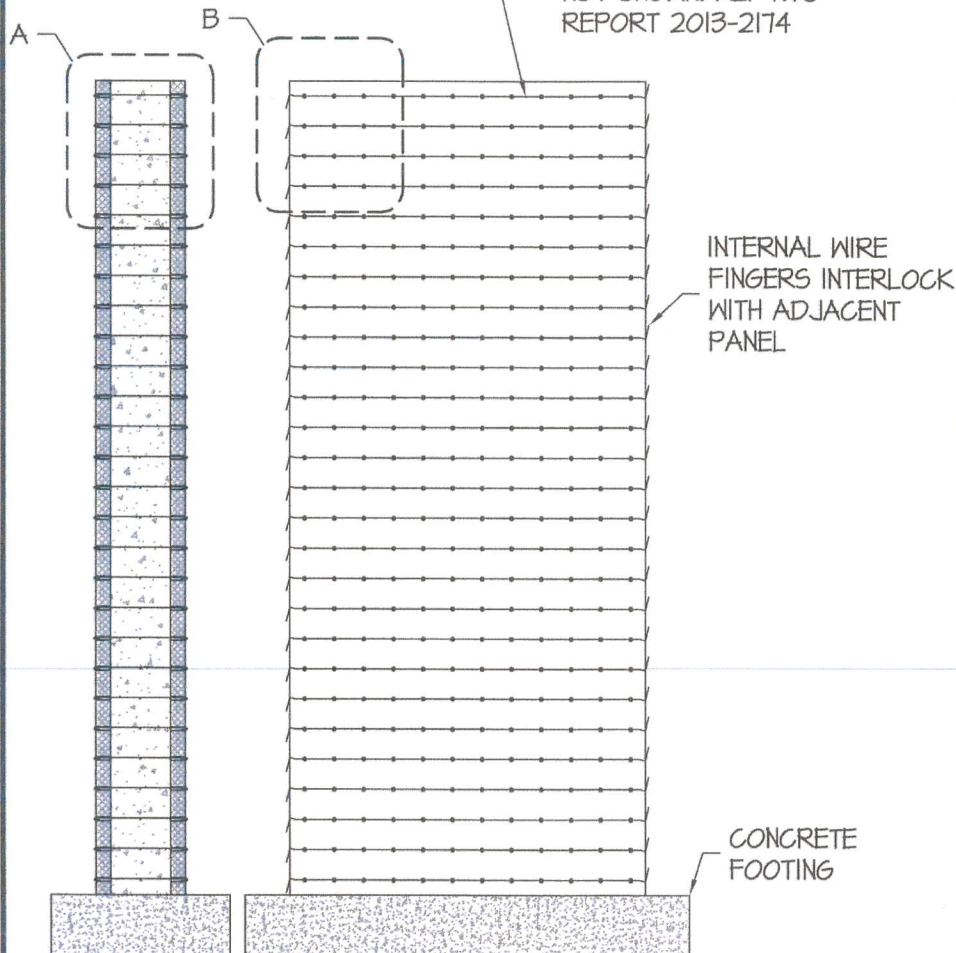 A
B
REPORT 2013-2174
INTERNAL WIRE
FINGERS INTERLOCK
WITH ADJACENT
PANEL
CONCRETE
FOOTING